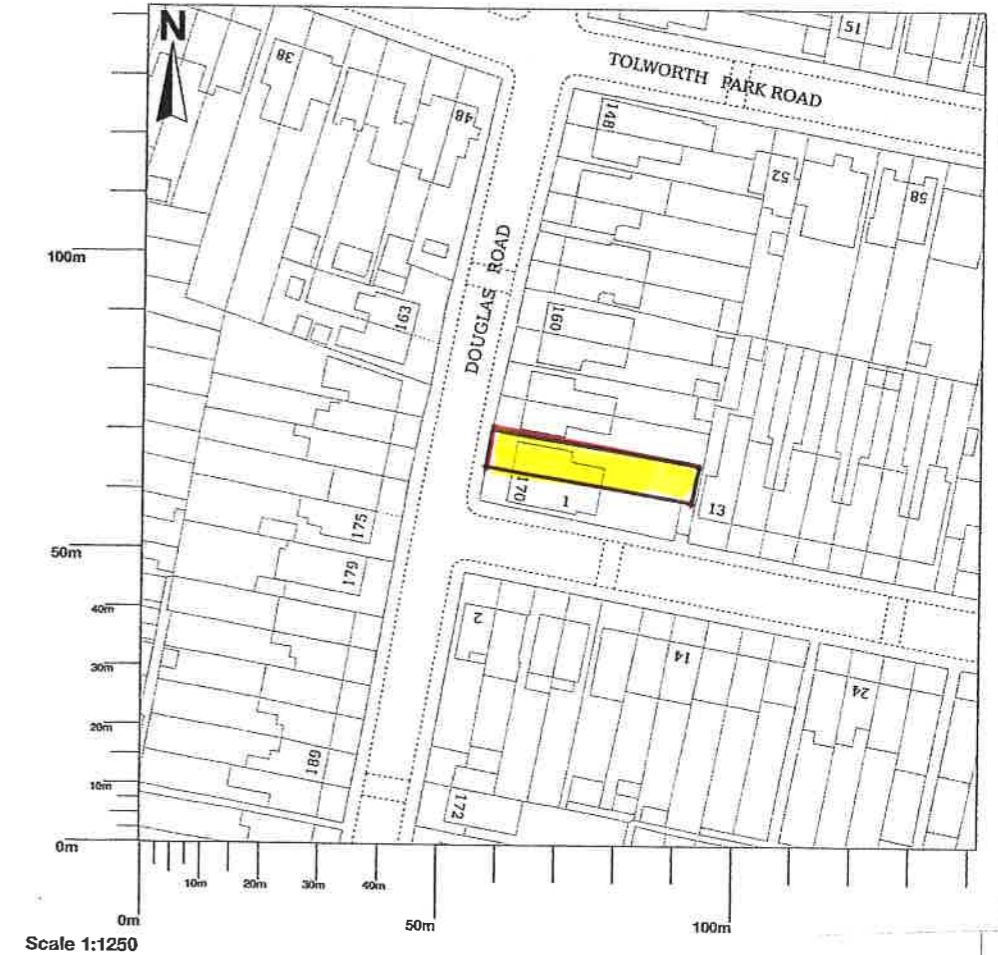 N
38
48
51
TOLWORTH PARK ROAD
148
52
58
DOUGLAS ROAD
100m
163
160
170
1
13
175
50m
179
40m
2
14
30m
24
20m
189
10m
172
0m
10m
20m
30m
40m
0m
50m
100m
Scale 1:1250